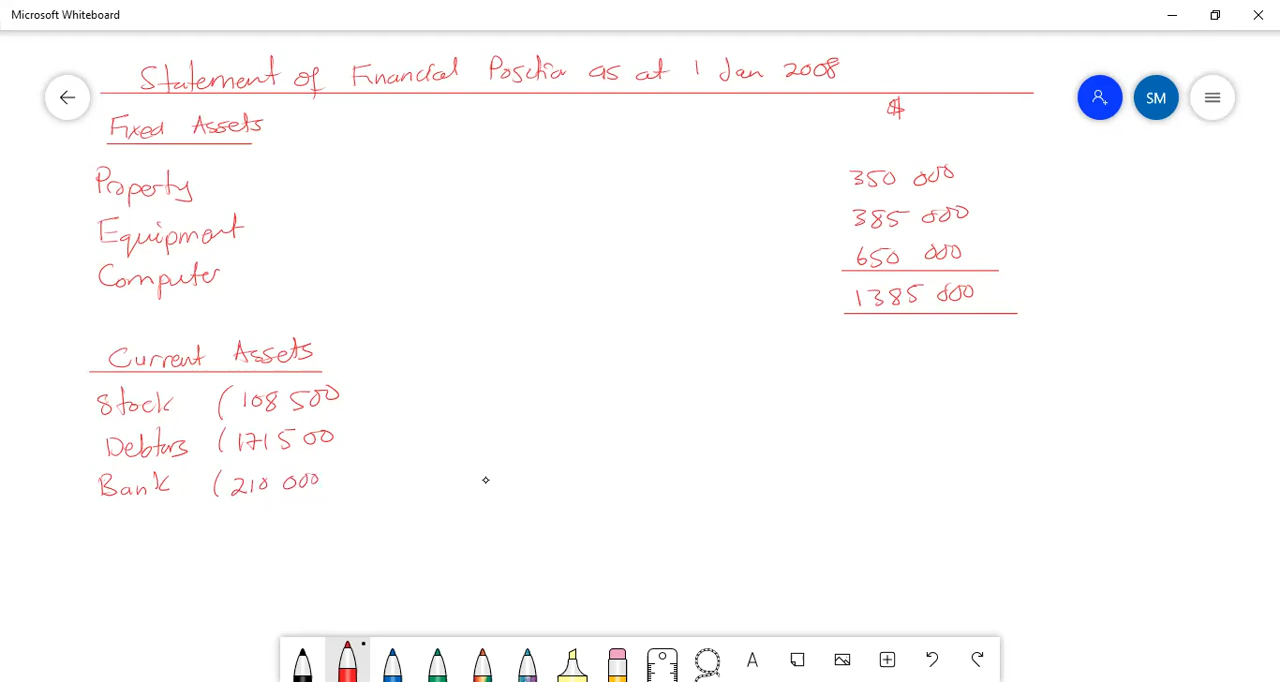 Microsoft Whiteboard
Statement of Financial Position as at 1 Jan 2008
$
Fixed Assets
Property 350 000
Equipment 385 000
Computer 650 000
1385 000
Current Assets
Stock (108 500
Debtors (171 500
Bank (210 000
SM
A